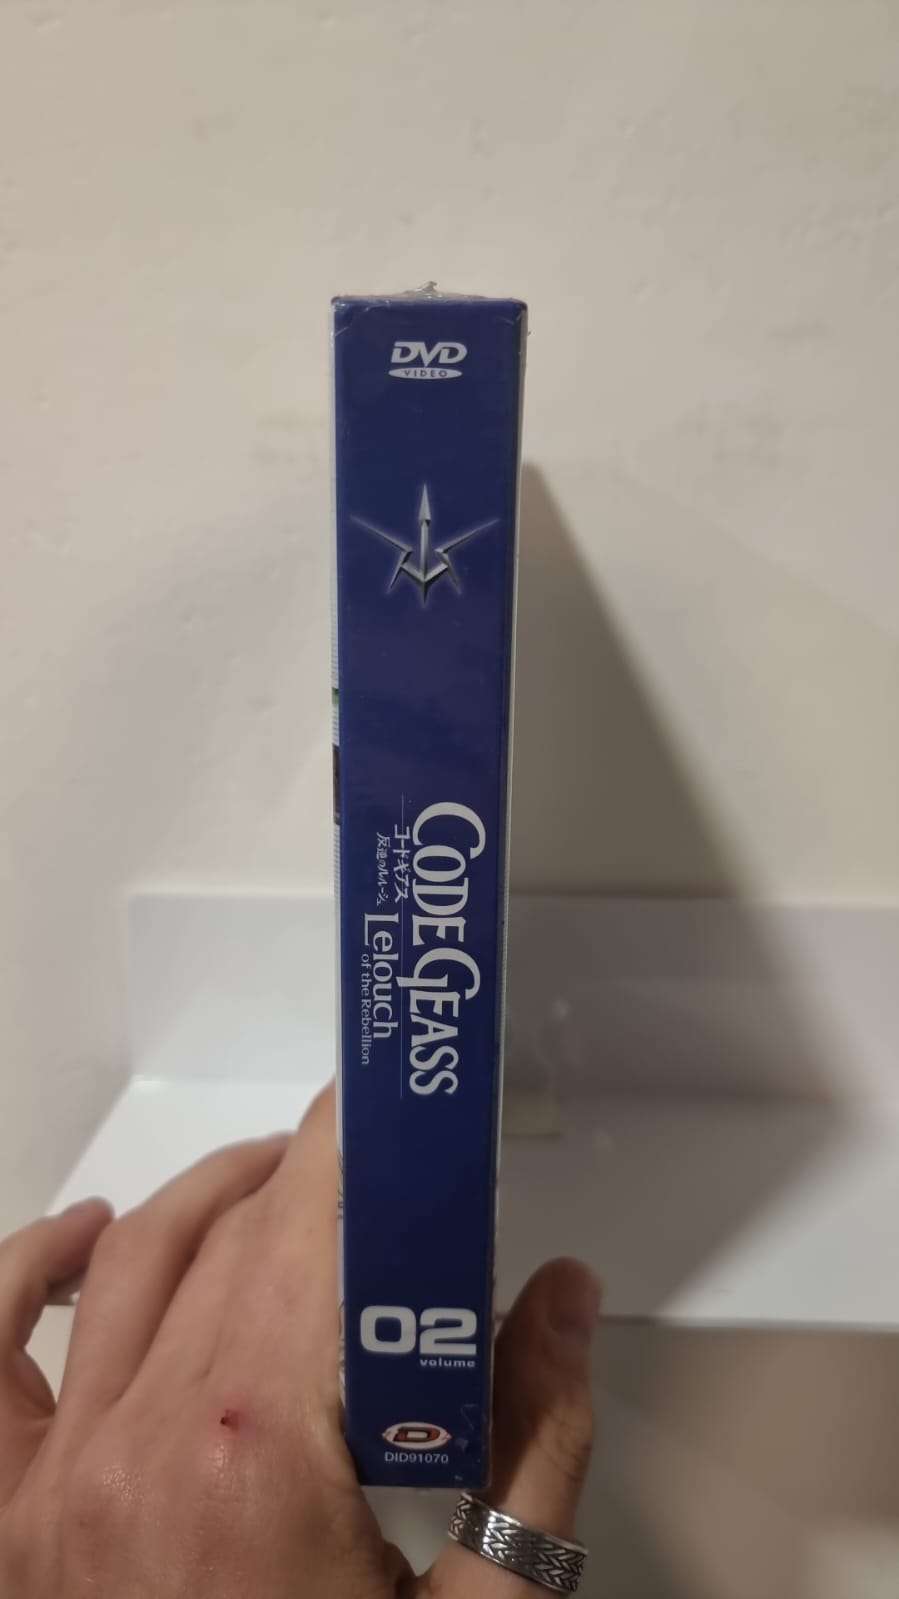 DVD
VIDEO
CODE GEASS
コードギアス
反逆のルルーシュ
Lelouch
of the Rebellion
02
volume
D
DID91070